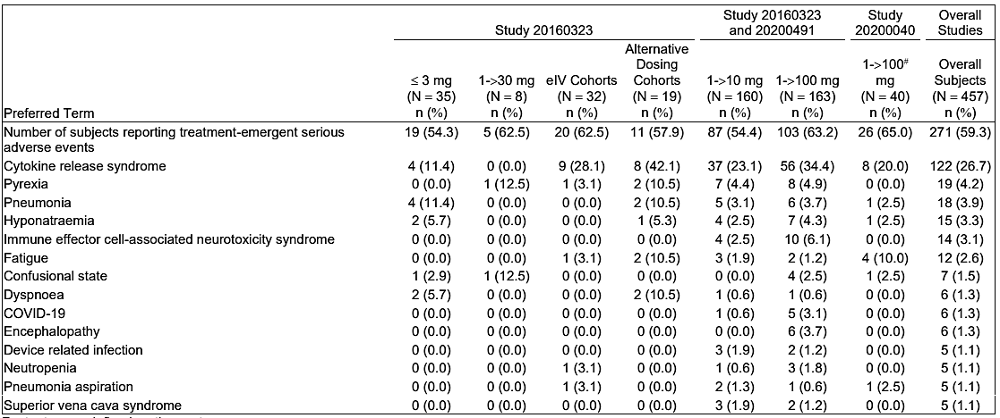 Study 20160323 Study 20160323 and 20200491 Study 20200040 Overall Studies
Preferred Term ≤ 3 mg (N = 35) n (%) 1->30 mg (N = 8) n (%) eIV Cohorts (N = 32) n (%) Alternative Dosing Cohorts (N = 19) n (%) 1->10 mg (N = 160) n (%) 1->100 mg (N = 163) n (%) 1->100# mg (N = 40) n (%) Overall Subjects (N = 457) n (%)
Number of subjects reporting treatment-emergent serious adverse events 19 (54.3) 5 (62.5) 20 (62.5) 11 (57.9) 87 (54.4) 103 (63.2) 26 (65.0) 271 (59.3)
Cytokine release syndrome 4 (11.4) 0 (0.0) 9 (28.1) 8 (42.1) 37 (23.1) 56 (34.4) 8 (20.0) 122 (26.7)
Pyrexia 0 (0.0) 1 (12.5) 1 (3.1) 2 (10.5) 7 (4.4) 8 (4.9) 0 (0.0) 19 (4.2)
Pneumonia 4 (11.4) 0 (0.0) 0 (0.0) 2 (10.5) 5 (3.1) 6 (3.7) 1 (2.5) 18 (3.9)
Hyponatraemia 2 (5.7) 0 (0.0) 0 (0.0) 1 (5.3) 4 (2.5) 7 (4.3) 1 (2.5) 15 (3.3)
Immune effector cell-associated neurotoxicity syndrome 0 (0.0) 0 (0.0) 0 (0.0) 0 (0.0) 4 (2.5) 10 (6.1) 0 (0.0) 14 (3.1)
Fatigue 0 (0.0) 0 (0.0) 1 (3.1) 2 (10.5) 3 (1.9) 2 (1.2) 4 (10.0) 12 (2.6)
Confusional state 1 (2.9) 1 (12.5) 0 (0.0) 0 (0.0) 0 (0.0) 4 (2.5) 1 (2.5) 7 (1.5)
Dyspnoea 2 (5.7) 0 (0.0) 0 (0.0) 2 (10.5) 1 (0.6) 1 (0.6) 0 (0.0) 6 (1.3)
COVID-19 0 (0.0) 0 (0.0) 0 (0.0) 0 (0.0) 1 (0.6) 5 (3.1) 0 (0.0) 6 (1.3)
Encephalopathy 0 (0.0) 0 (0.0) 0 (0.0) 0 (0.0) 0 (0.0) 6 (3.7) 0 (0.0) 6 (1.3)
Device related infection 0 (0.0) 0 (0.0) 0 (0.0) 0 (0.0) 3 (1.9) 2 (1.2) 0 (0.0) 5 (1.1)
Neutropenia 0 (0.0) 0 (0.0) 1 (3.1) 0 (0.0) 1 (0.6) 3 (1.8) 0 (0.0) 5 (1.1)
Pneumonia aspiration 0 (0.0) 0 (0.0) 1 (3.1) 0 (0.0) 2 (1.3) 1 (0.6) 1 (2.5) 5 (1.1)
Superior vena cava syndrome 0 (0.0) 0 (0.0) 0 (0.0) 0 (0.0) 3 (1.9) 2 (1.2) 0 (0.0) 5 (1.1)